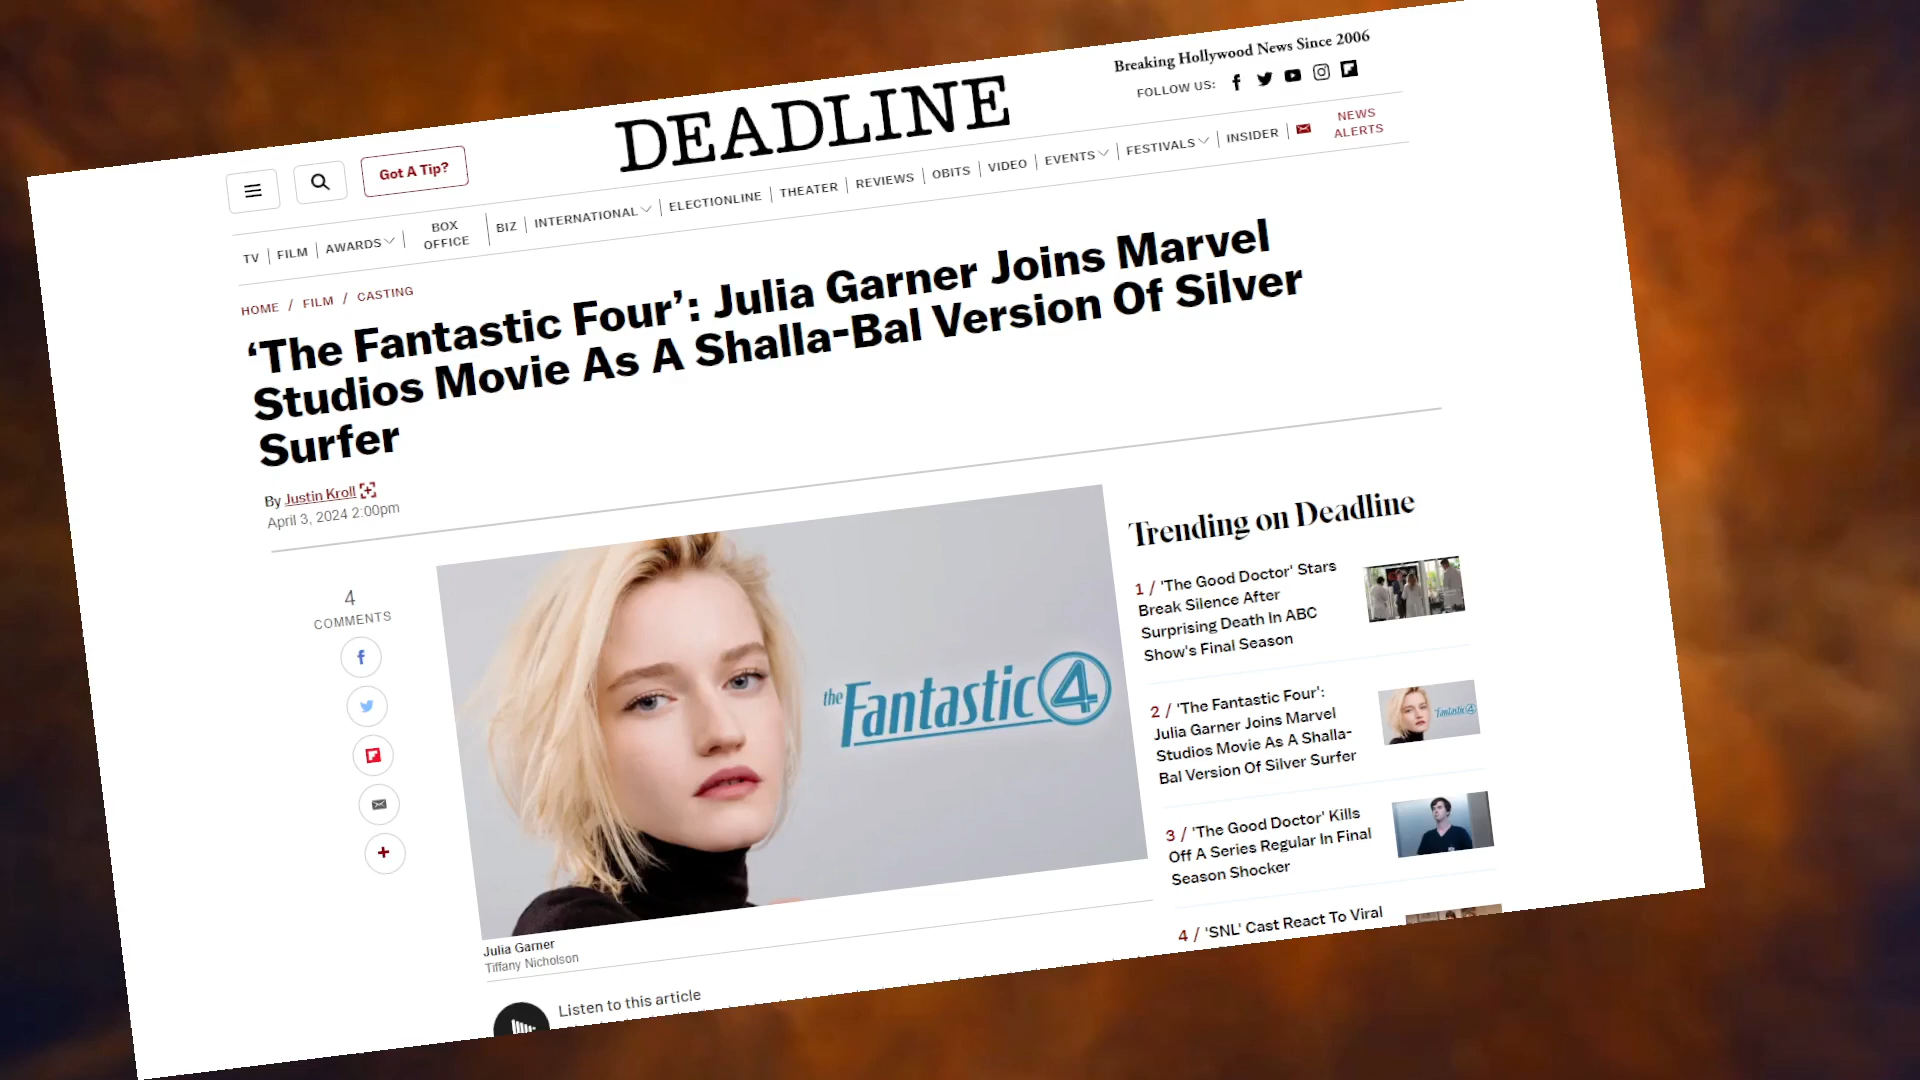 Breaking Hollywood News Since 2006
FOLLOW US:
Got A Tip?
DEADLINE
TV
FILM
AWARDS
BOX
OFFICE
BIZ
INTERNATIONAL
ELECTIONLINE
THEATER
REVIEWS
OBITS
VIDEO
EVENTS
FESTIVALS
INSIDER
NEWS
ALERTS
HOME / FILM / CASTING
‘The Fantastic Four’: Julia Garner Joins Marvel
Studios Movie As A Shalla-Bal Version Of Silver
Surfer
By Justin Kroll
April 3, 2024 2:00pm
4
COMMENTS
the Fantastic 4
Julia Garner
Tiffany Nicholson
Listen to this article
Trending on Deadline
1 / 'The Good Doctor' Stars
Break Silence After
Surprising Death In ABC
Show's Final Season
2 / 'The Fantastic Four':
Julia Garner Joins Marvel
Studios Movie As A Shalla-
Bal Version Of Silver Surfer
Fantastic 4
3 / 'The Good Doctor' Kills
Off A Series Regular In Final
Season Shocker
4 / 'SNL' Cast React To Viral